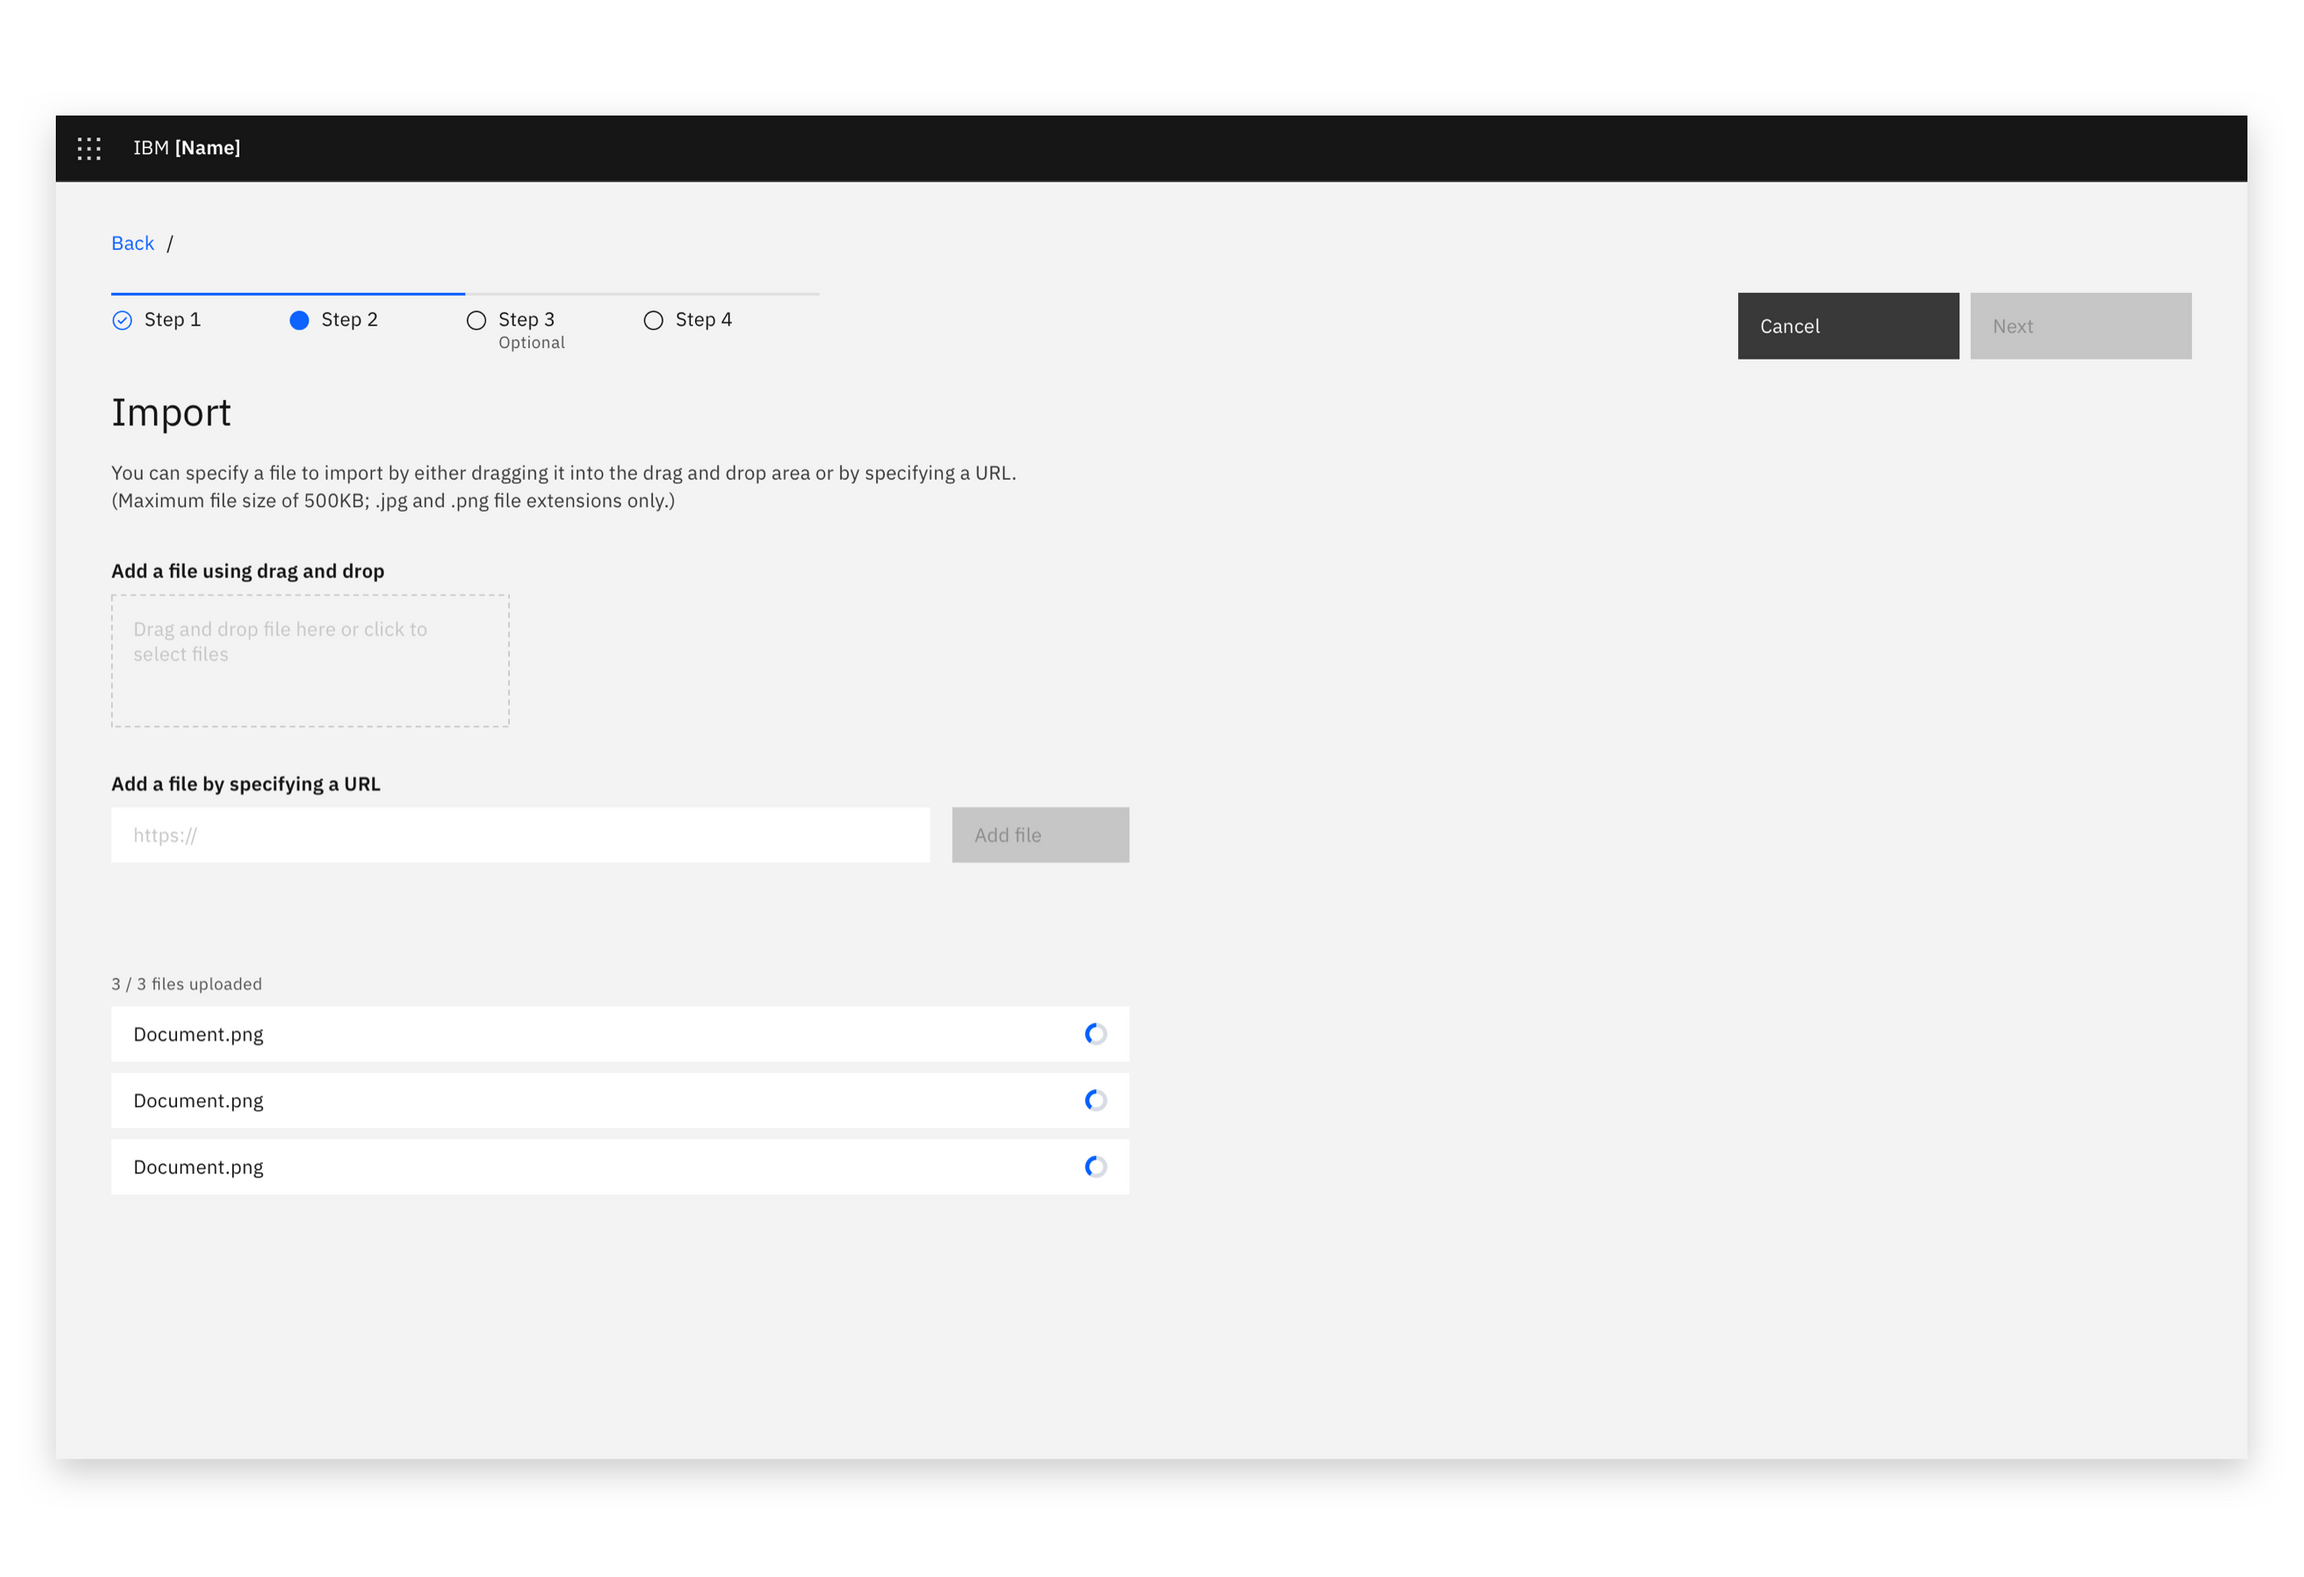 IBM [Name]
Back /
Step 1
Step 2
Step 3
Optional
Step 4
Cancel
Next
Import
You can specify a file to import by either dragging it into the drag and drop area or by specifying a URL.
(Maximum file size of 500KB; .jpg and .png file extensions only.)
Add a file using drag and drop
Drag and drop file here or click to
select files
Add a file by specifying a URL
https://
Add file
3 / 3 files uploaded
Document.png
Document.png
Document.png